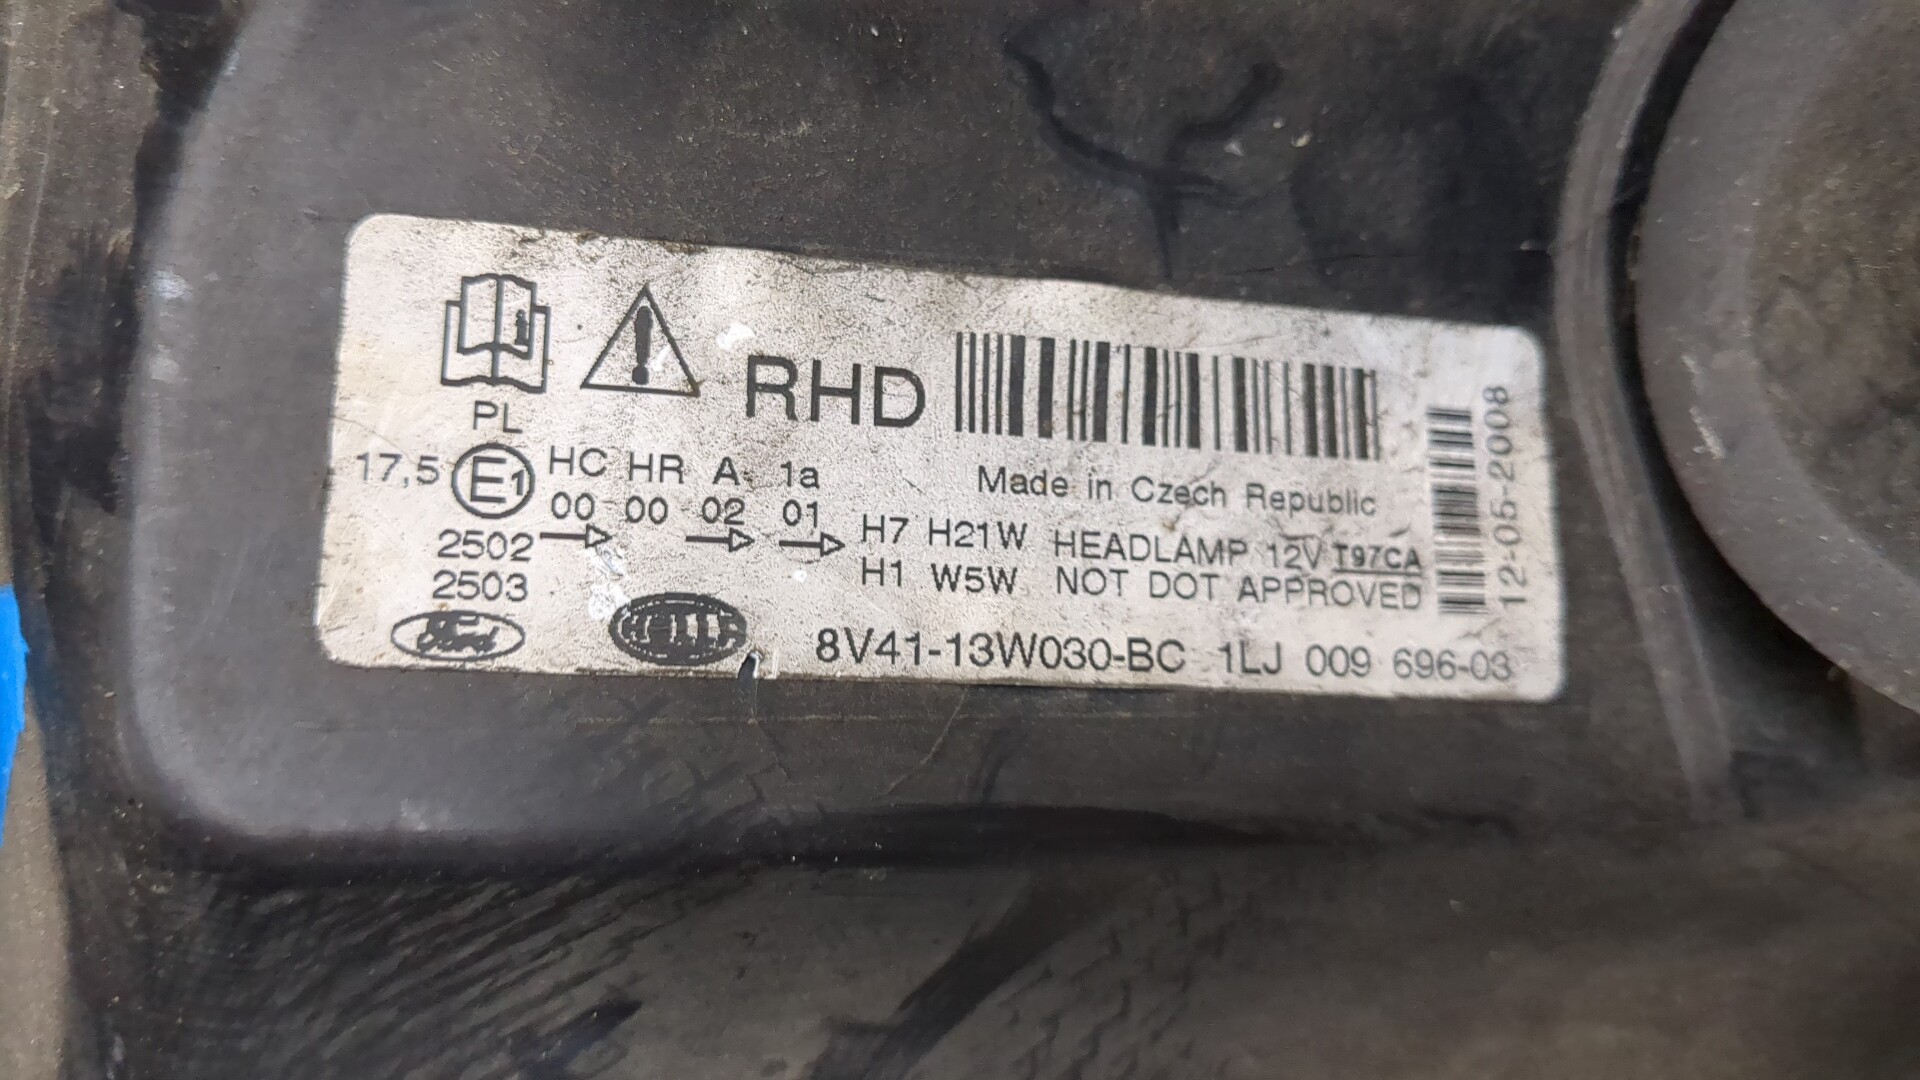 RHD
PL
17,5 E1 HC HR A 1a
00 00 02 01
2502
2503
Made in Czech Republic
H7 H21W HEADLAMP 12V T97CA
H1 W5W NOT DOT APPROVED
12-05-2008
Ford HELLA 8V41-13W030-BC 1LJ 009 696-03